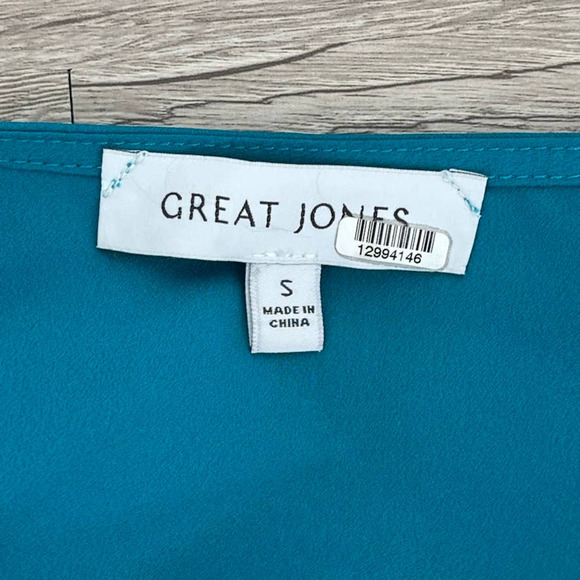 GREAT JONES
12994146
S
MADE IN
CHINA